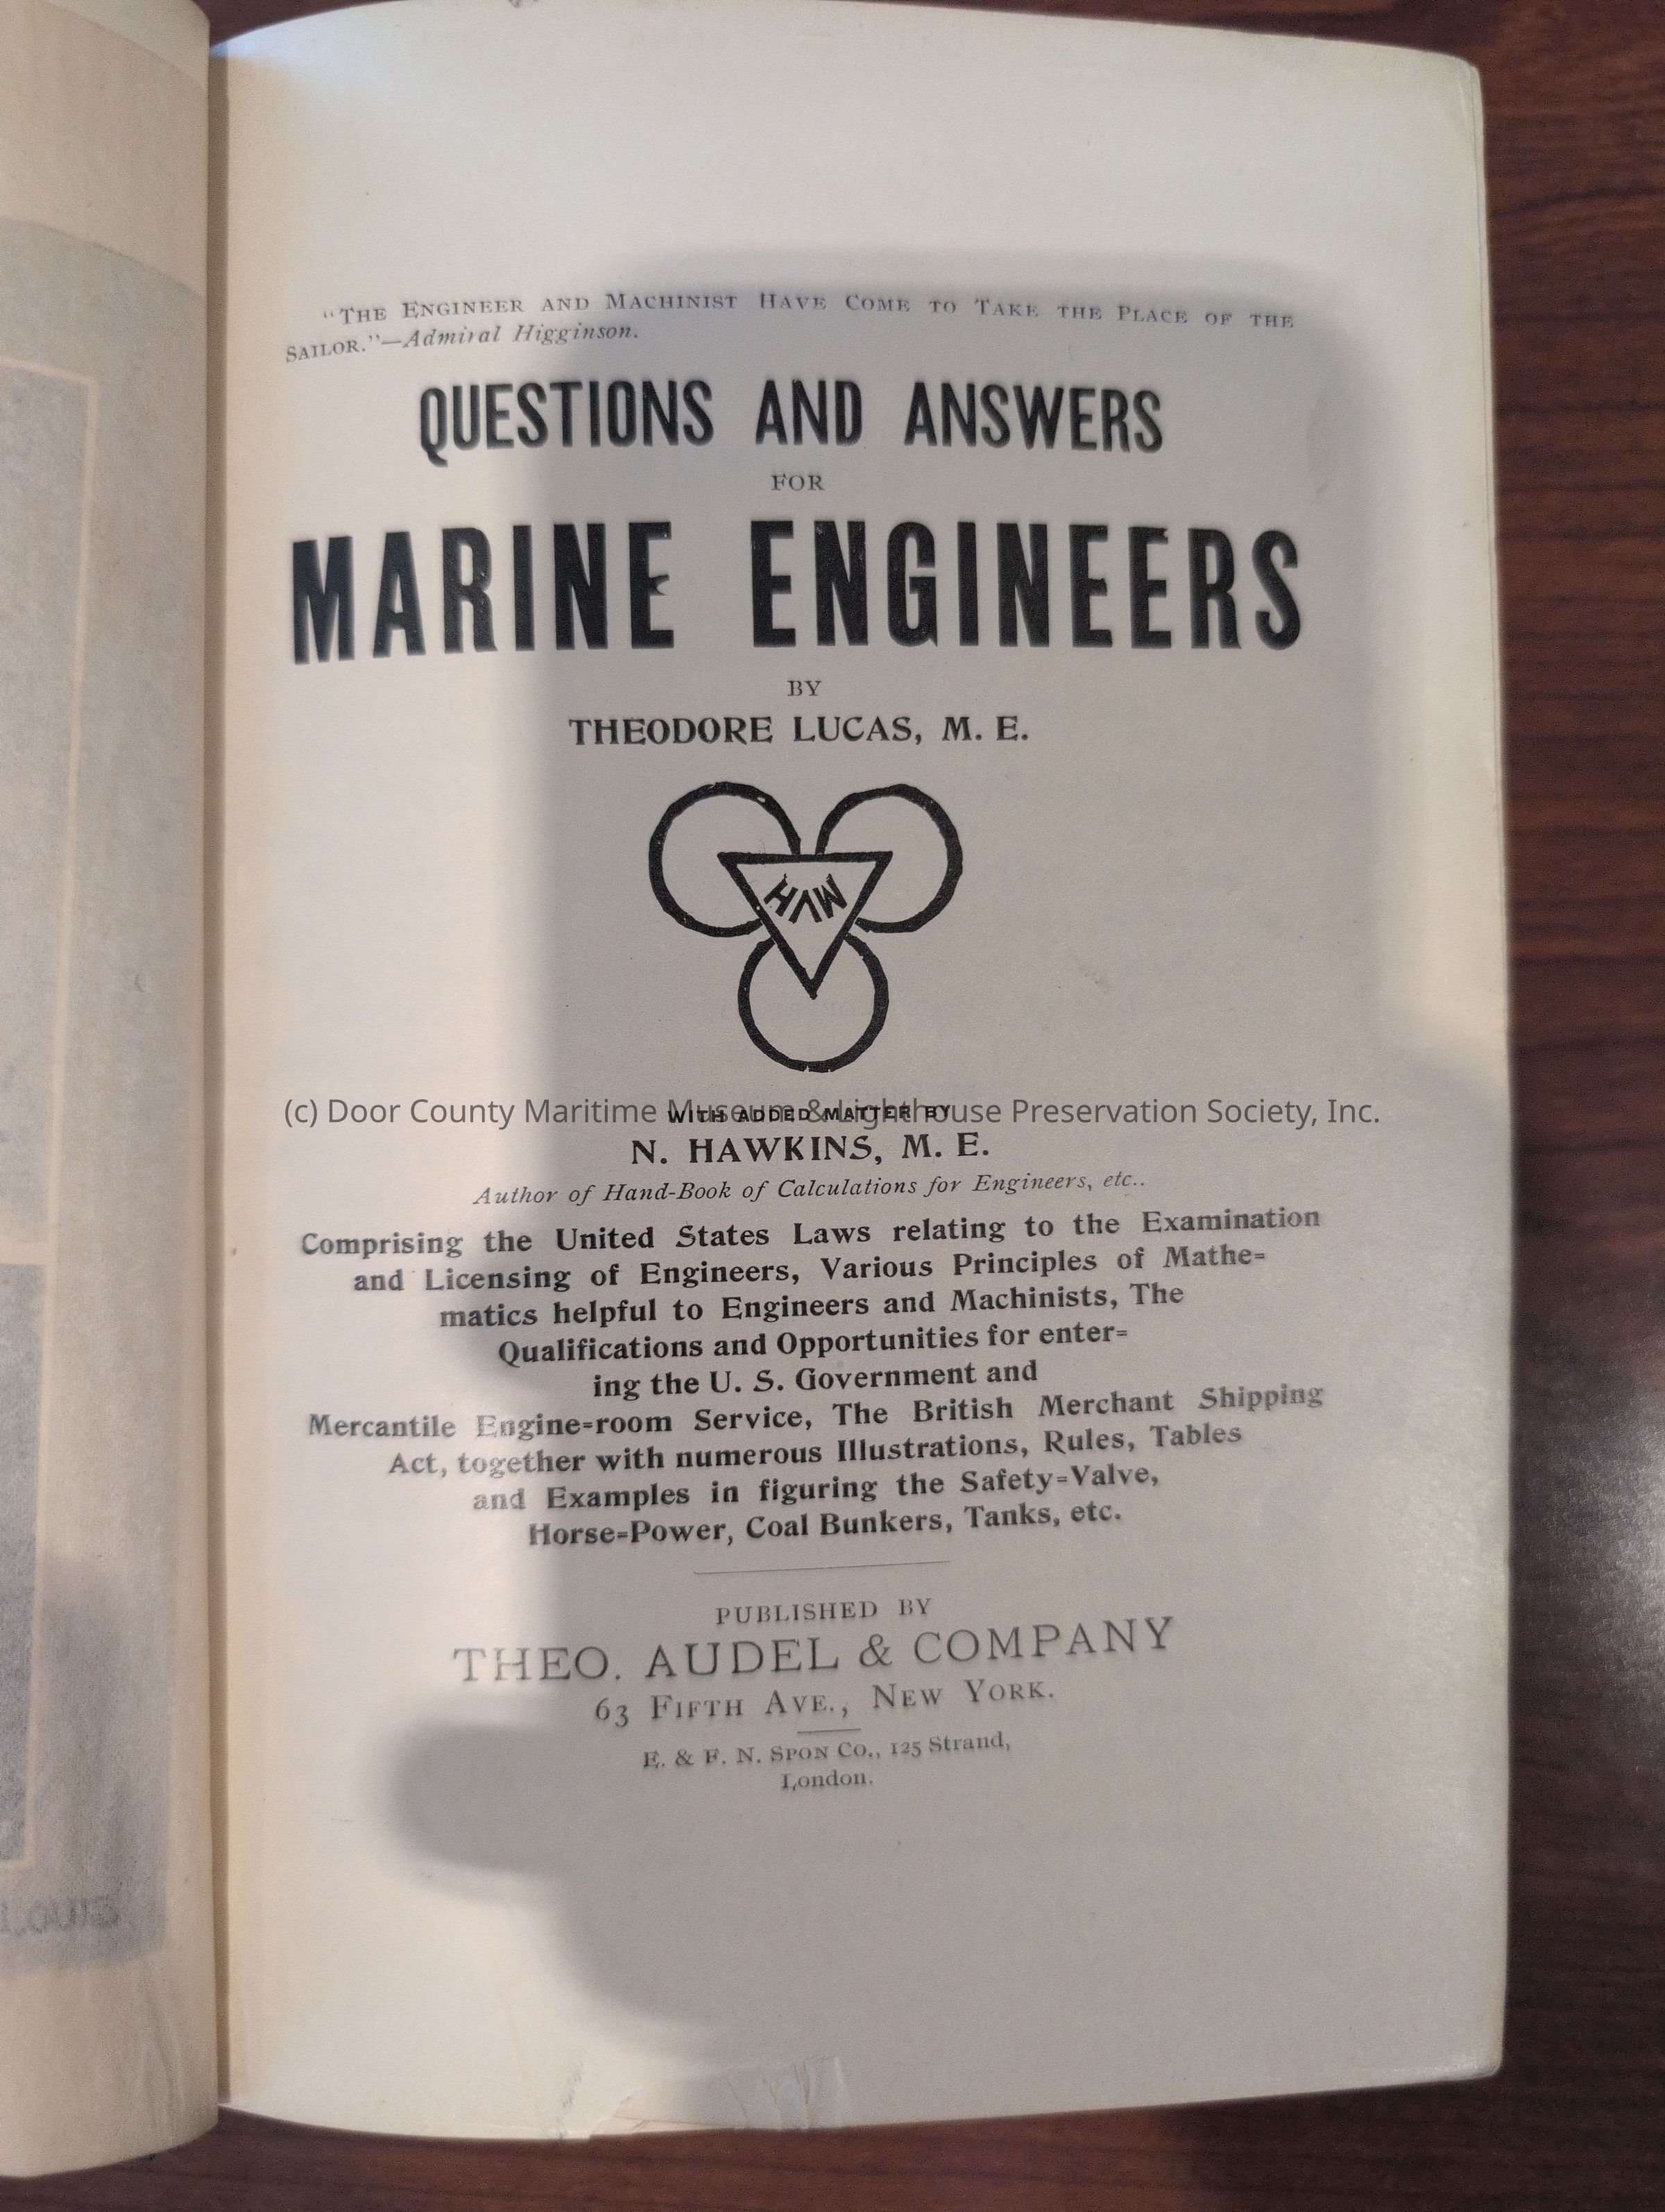 "THE ENGINEER AND MACHINIST HAVE COME TO TAKE THE PLACE OF THE
SAILOR."—Admiral Higginson.
QUESTIONS AND ANSWERS
FOR
MARINE ENGINEERS
BY
THEODORE LUCAS, M. E.
(c) Door County Maritime Museum & Lighthouse Preservation Society, Inc.
WITH ADDED MATTER BY
N. HAWKINS, M. E.
Author of Hand-Book of Calculations for Engineers, etc..
Comprising the United States Laws relating to the Examination
and Licensing of Engineers, Various Principles of Mathe=
matics helpful to Engineers and Machinists, The
Qualifications and Opportunities for enter=
ing the U. S. Government and
Mercantile Engine=room Service, The British Merchant Shipping
Act, together with numerous Illustrations, Rules, Tables
and Examples in figuring the Safety=Valve,
Horse=Power, Coal Bunkers, Tanks, etc.
PUBLISHED BY
THEO. AUDEL & COMPANY
63 FIFTH AVE., NEW YORK.
E. & F. N. SPON CO., 125 Strand,
London.